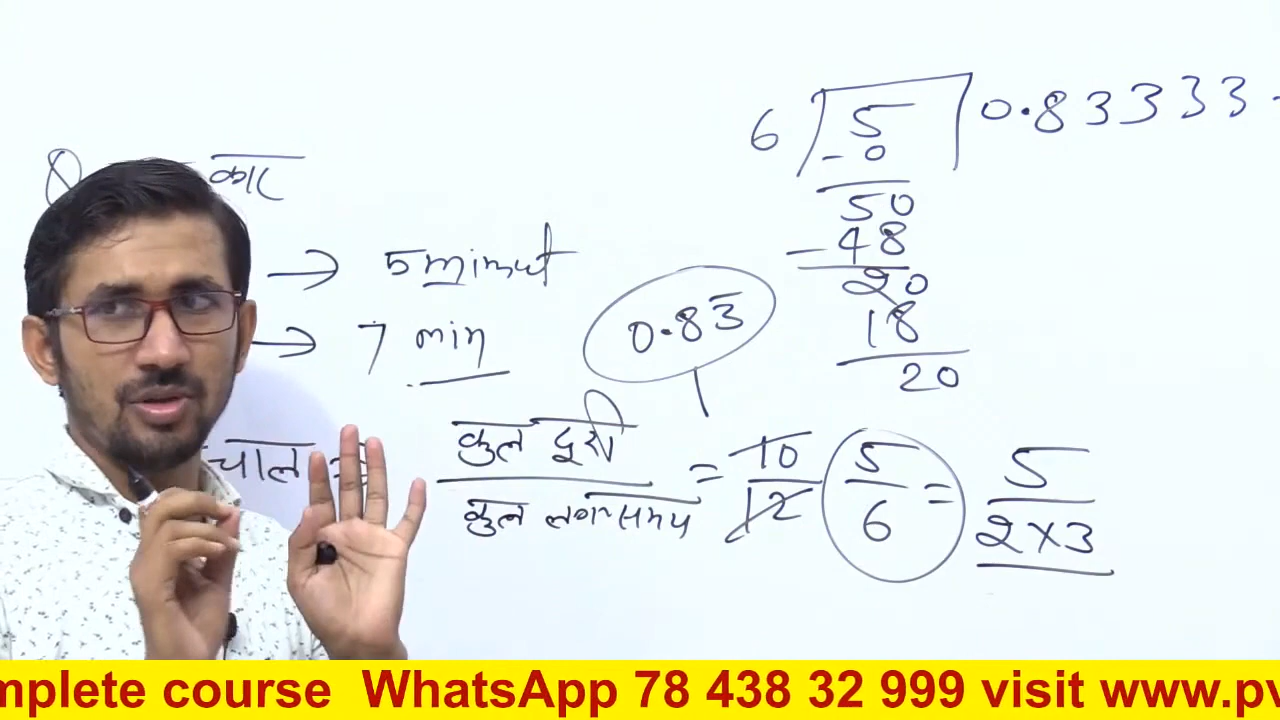 Q कार
→ 5 minut
→ 7 min
चाल = कुल दूरी / कुल लगा समय = 10/12 5/6 = 5/2×3
0.83̅
6 5 0.83333
- 0
50
- 48
20
18
20
mplete course WhatsApp 78 438 32 999 visit www.pv